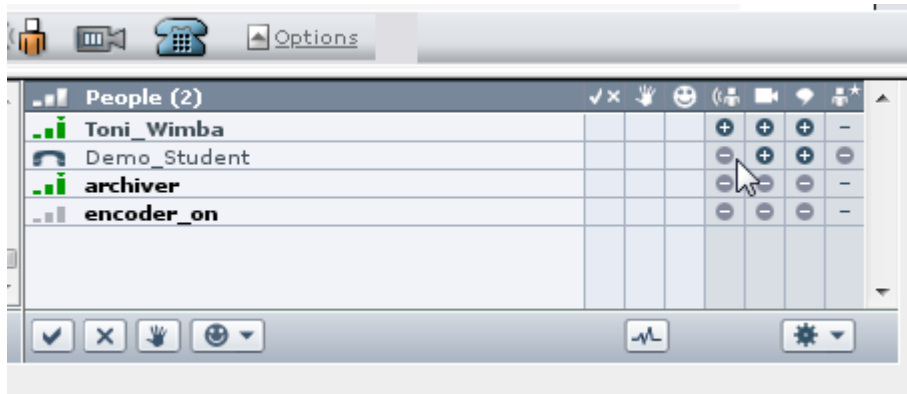 Options
People (2)
Toni_Wimba
Demo_Student
archiver
encoder_on